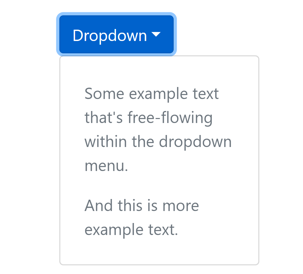 Dropdown
Some example text
that's free-flowing
within the dropdown
menu.
And this is more
example text.